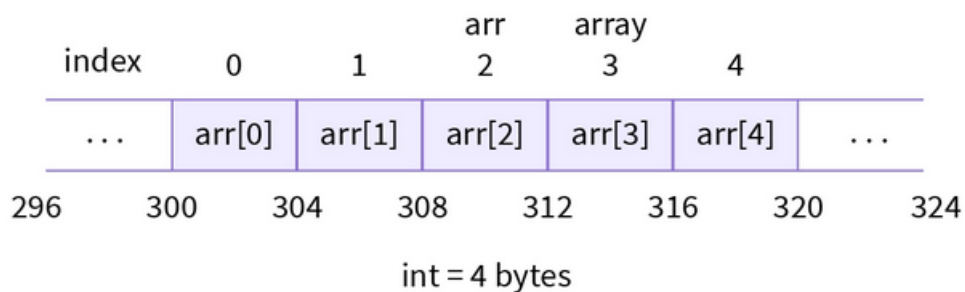 arr array
index 0 1 2 3 4
... arr[0] arr[1] arr[2] arr[3] arr[4] ...
296 300 304 308 312 316 320 324
int = 4 bytes